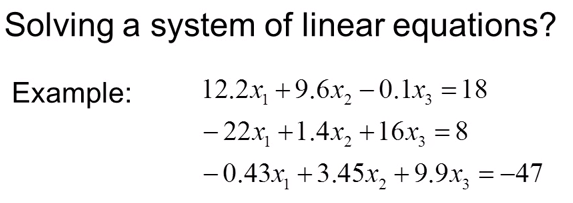 Solving a system of linear equations?
Example: 12.2x₁ + 9.6x₂ − 0.1x₃ = 18
− 22x₁ + 1.4x₂ + 16x₃ = 8
− 0.43x₁ + 3.45x₂ + 9.9x₃ = −47